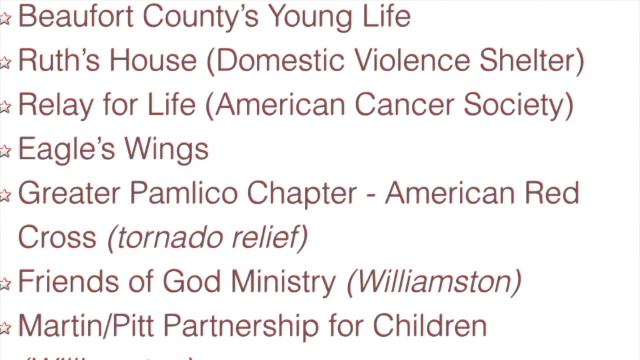 Beaufort County's Young Life
Ruth's House (Domestic Violence Shelter)
Relay for Life (American Cancer Society)
Eagle's Wings
Greater Pamlico Chapter - American Red
Cross (tornado relief)
Friends of God Ministry (Williamston)
Martin/Pitt Partnership for Children
(Williamston)